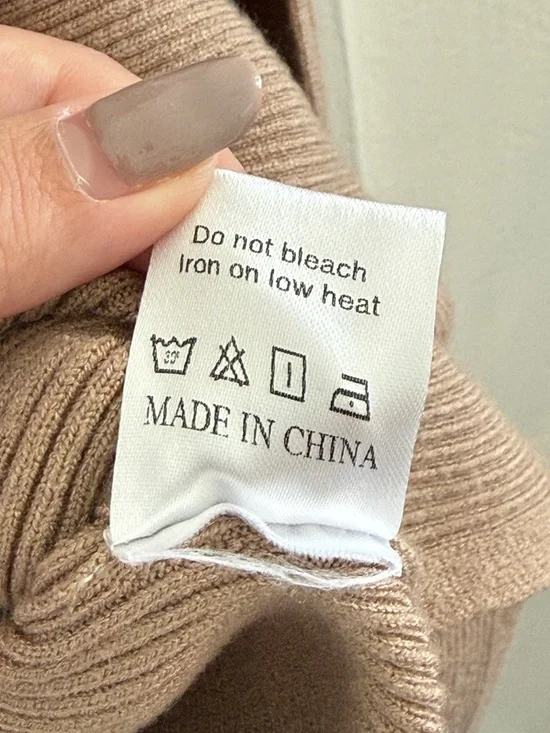 Do not bleach
Iron on low heat
30°
MADE IN CHINA